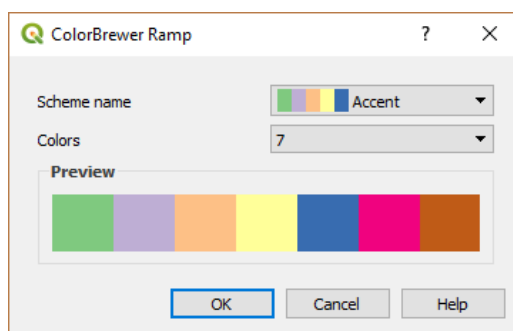 ColorBrewer Ramp ?
Scheme name Accent
Colors 7
Preview
OK Cancel Help